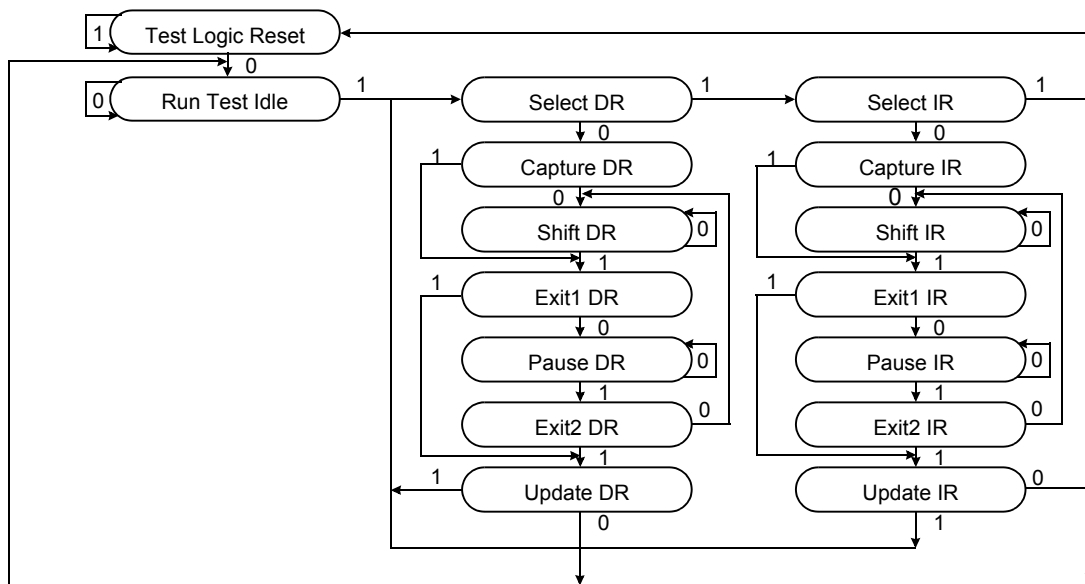 1 Test Logic Reset
0
0 Run Test Idle 1 Select DR 1 Select IR 1
0 0
1 Capture DR 1 Capture IR
0 0
Shift DR 0 Shift IR 0
1 1
1 Exit1 DR 1 Exit1 IR
0 0
Pause DR 0 Pause IR 0
1 1
Exit2 DR 0 Exit2 IR 0
1 1
1 Update DR Update IR 0
0 1